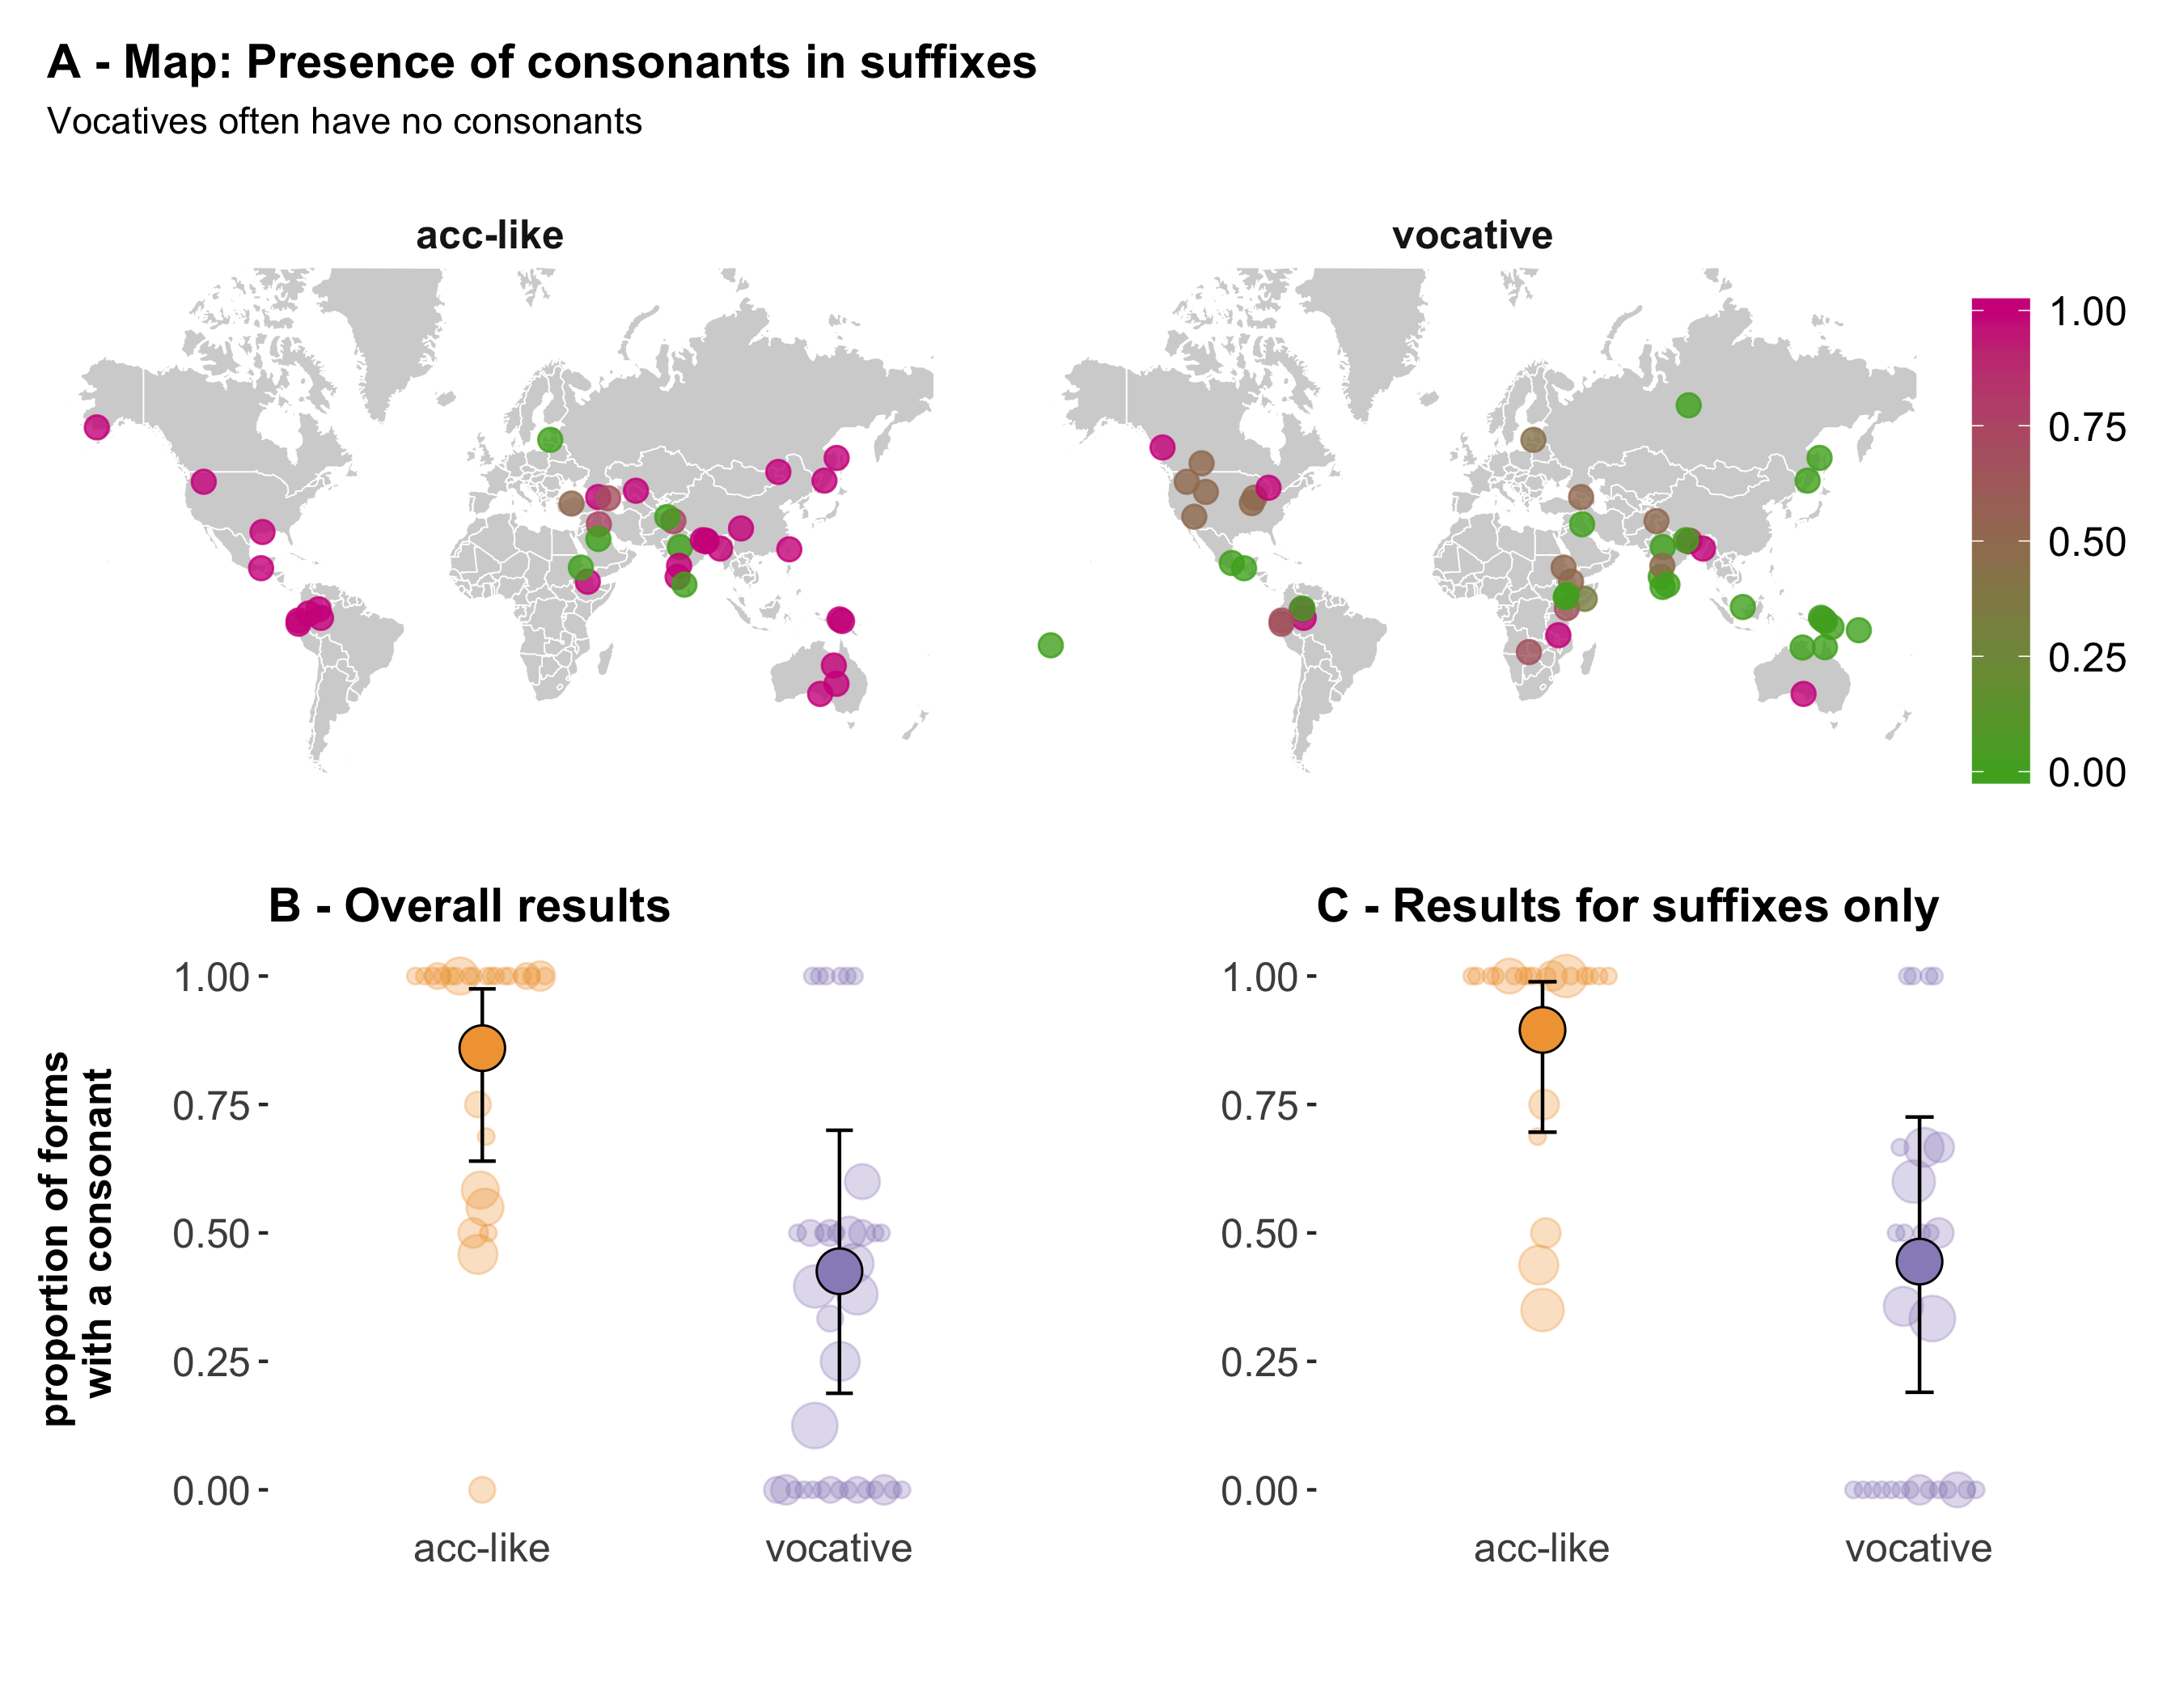 A - Map: Presence of consonants in suffixes
Vocatives often have no consonants
acc-like
vocative
1.00
0.75
0.50
0.25
0.00
B - Overall results
C - Results for suffixes only
proportion of forms
with a consonant
1.00
0.75
0.50
0.25
0.00
acc-like
vocative
1.00
0.75
0.50
0.25
0.00
acc-like
vocative